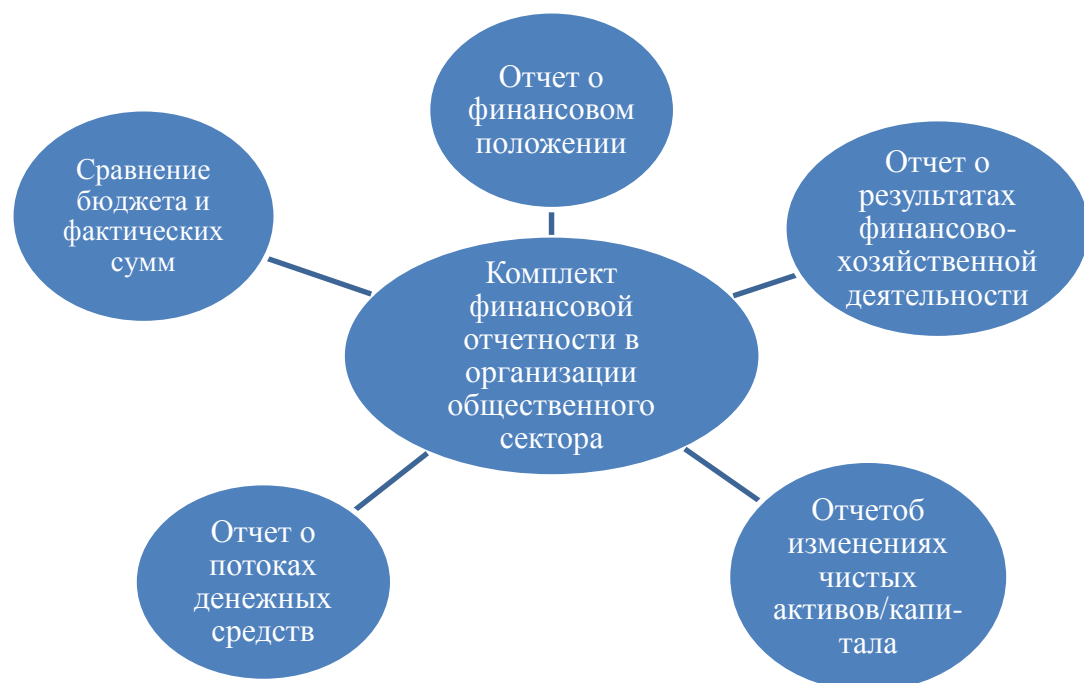 Отчет о
финансовом
положении
Сравнение
бюджета и
фактических
сумм
Отчет о
результатах
финансово-
хозяйственной
деятельности
Комплект
финансовой
отчетности в
организации
общественного
сектора
Отчет о
потоках
денежных
средств
Отчетоб
изменениях
чистых
активов/капи-
тала